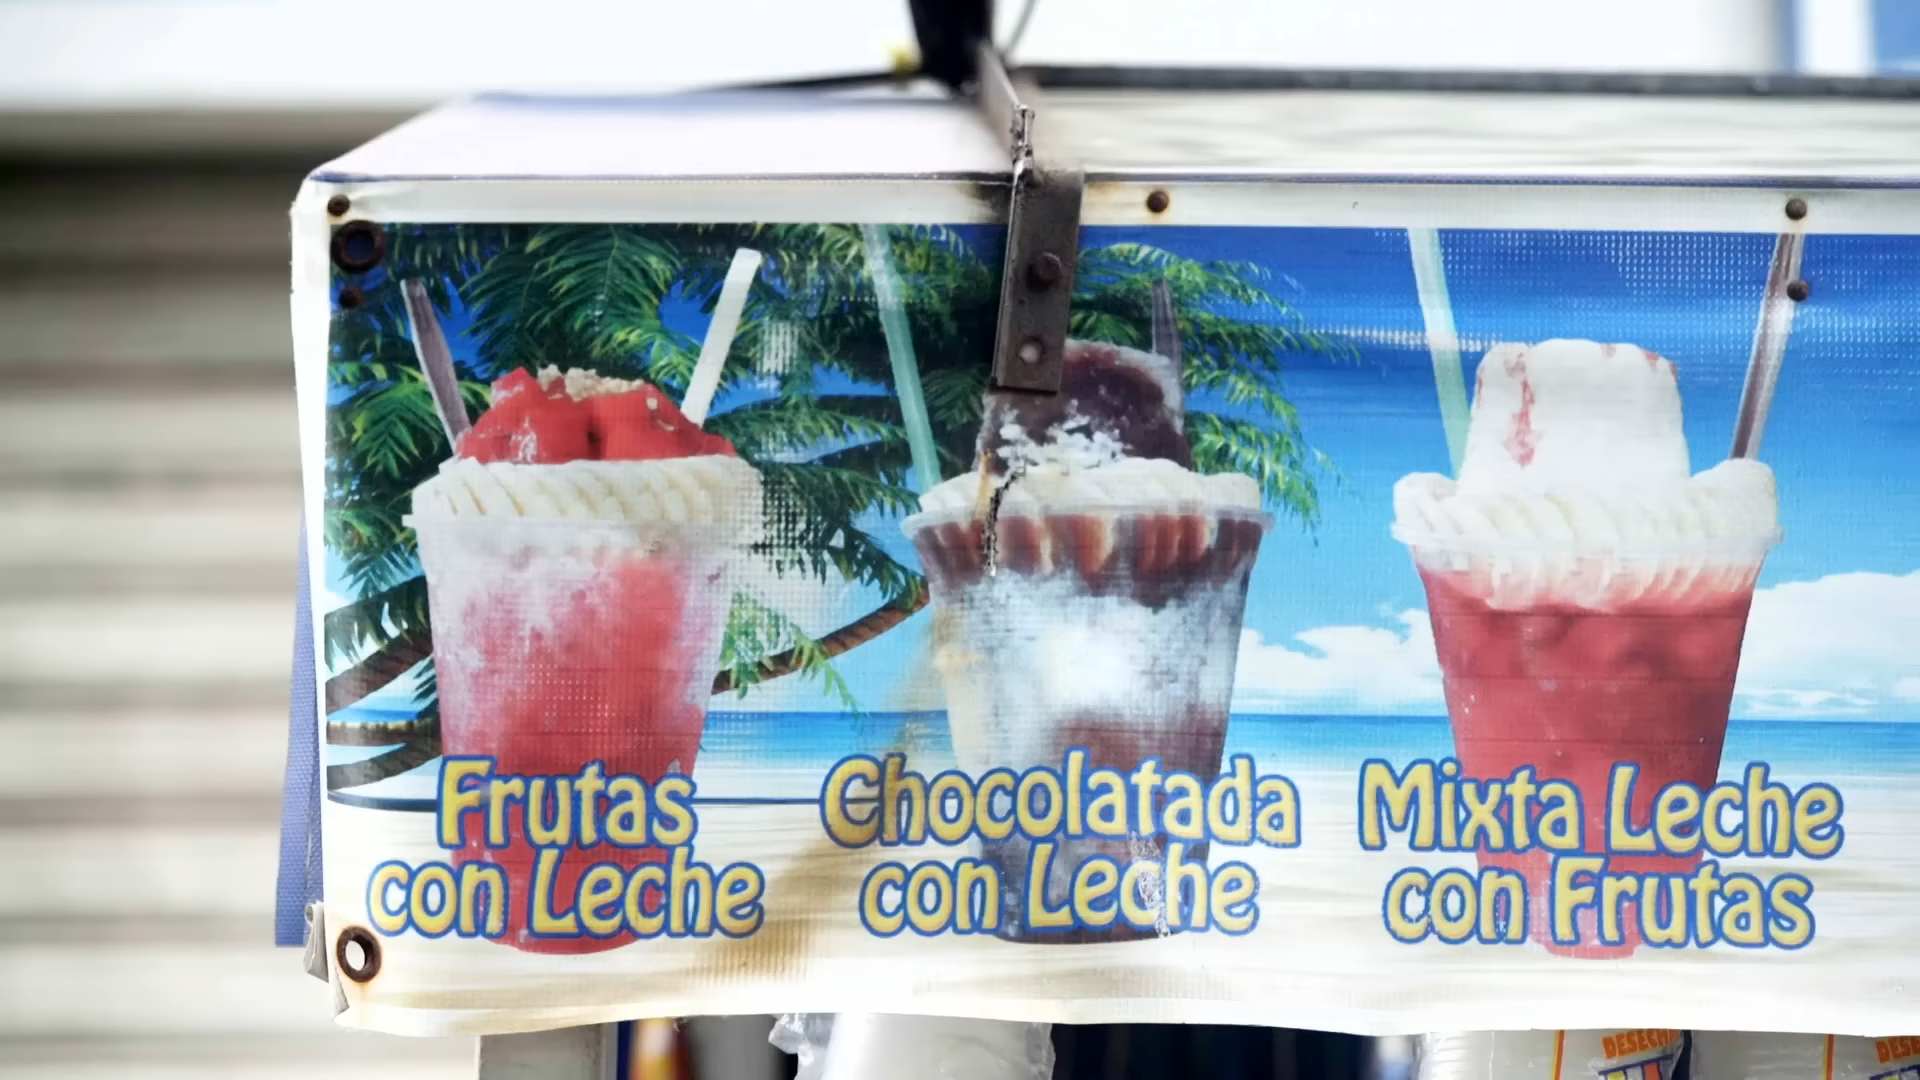 Frutas
con Leche
Chocolatada
con Leche
Mixta Leche
con Frutas